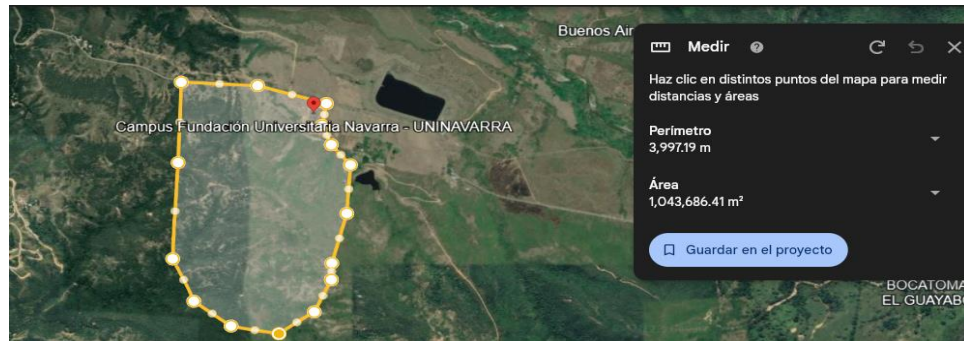 Buenos Air
Campus Fundación Universitaria Navarra - UNINAVARRA
Medir
Haz clic en distintos puntos del mapa para medir
distancias y áreas
Perímetro
3,997.19 m
Área
1,043,686.41 m²
Guardar en el proyecto
BOCATOMA
EL GUAYABO